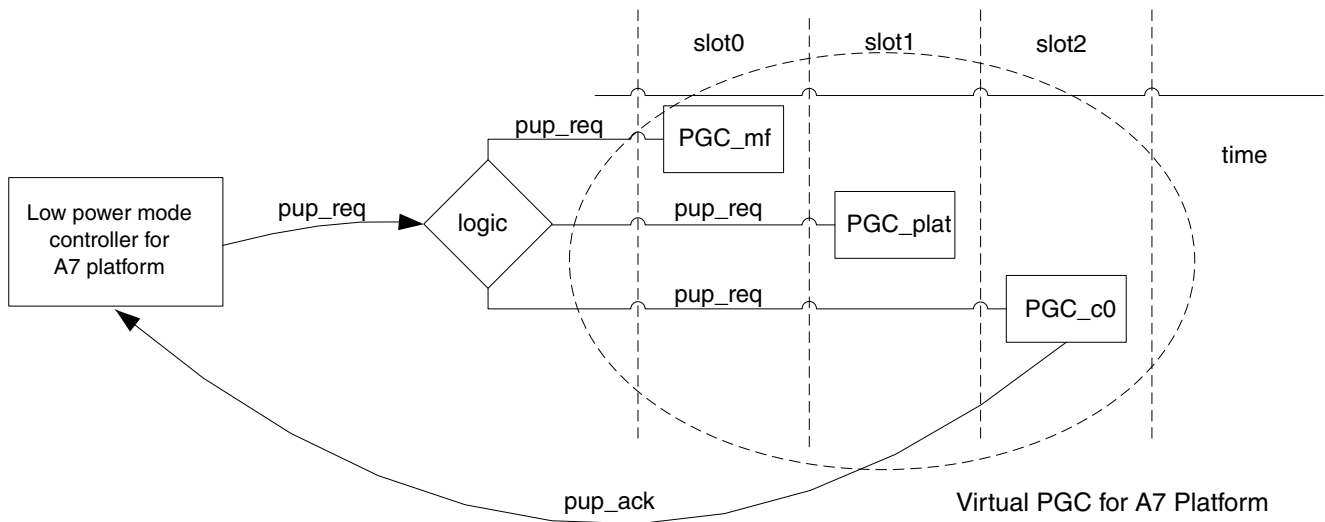 slot0
slot1
slot2
pup_req
PGC_mf
time
Low power mode
controller for
A7 platform
pup_req
logic
pup_req
PGC_plat
pup_req
PGC_c0
pup_ack
Virtual PGC for A7 Platform